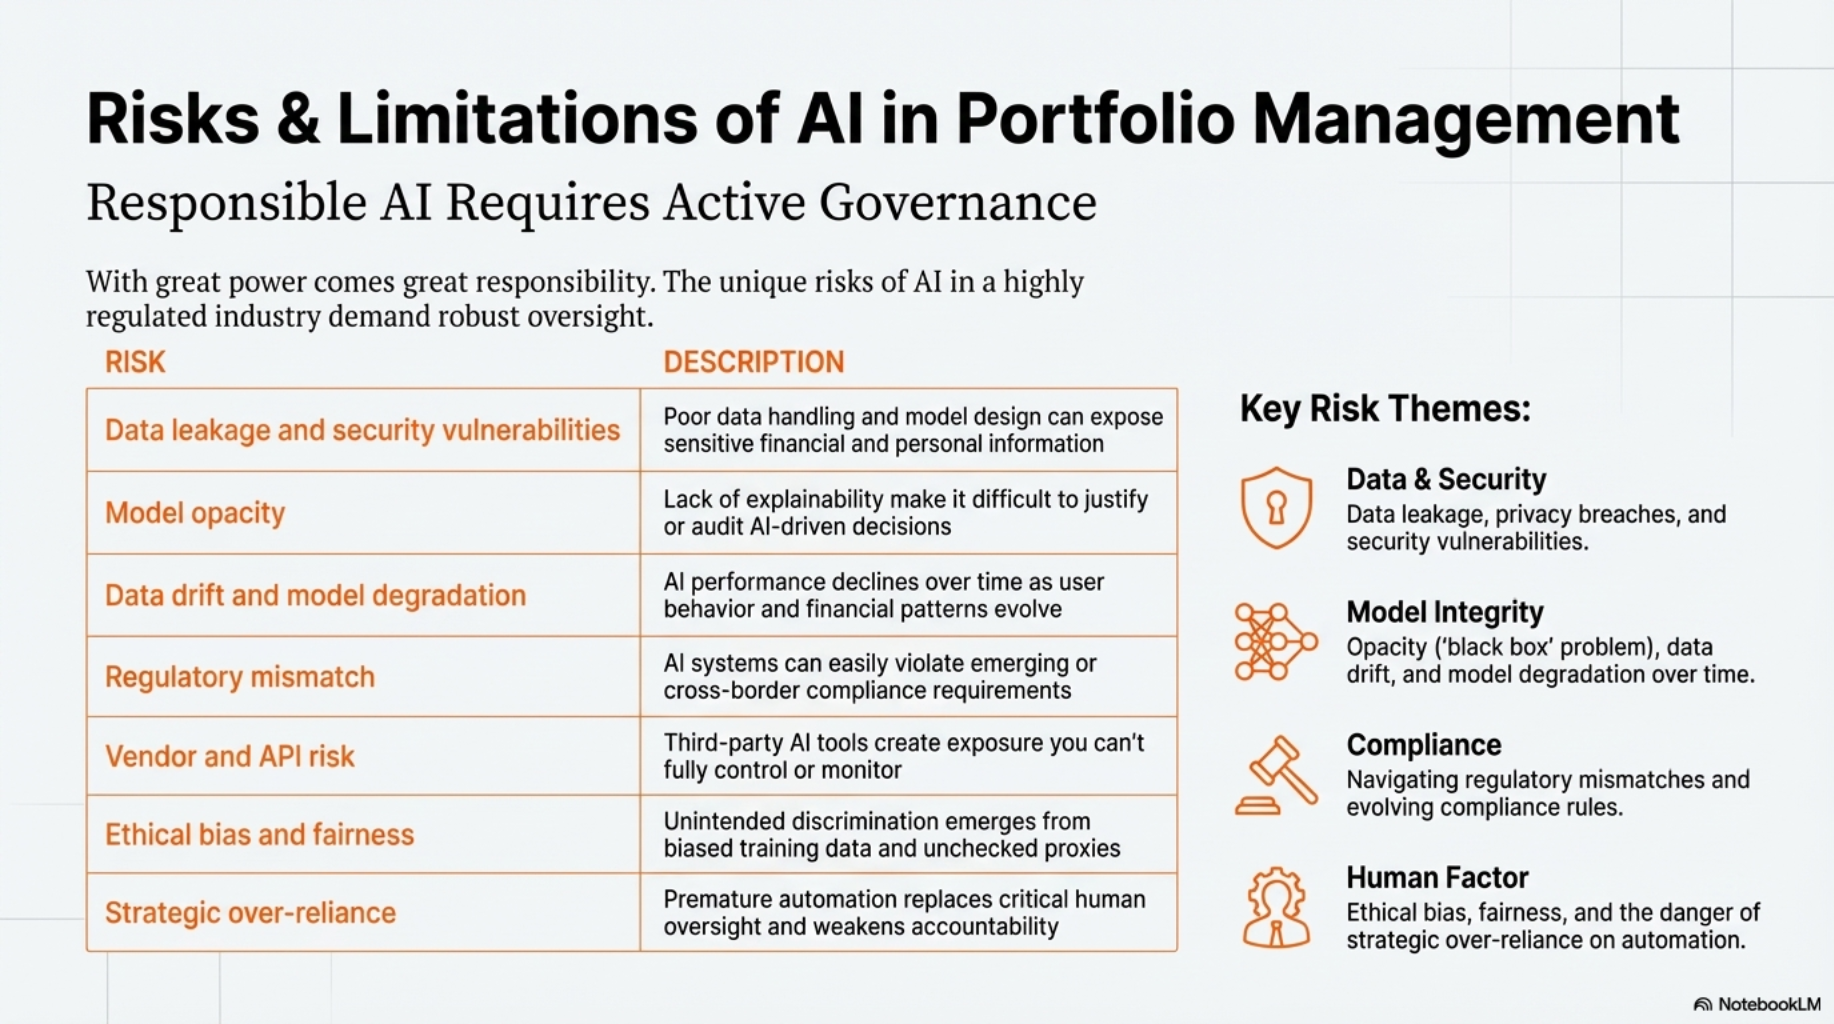 Risks & Limitations of AI in Portfolio Management
Responsible AI Requires Active Governance
With great power comes great responsibility. The unique risks of AI in a highly
regulated industry demand robust oversight.
RISK
DESCRIPTION
Data leakage and security vulnerabilities
Poor data handling and model design can expose
sensitive financial and personal information
Model opacity
Lack of explainability make it difficult to justify
or audit AI-driven decisions
Data drift and model degradation
AI performance declines over time as user
behavior and financial patterns evolve
Regulatory mismatch
AI systems can easily violate emerging or
cross-border compliance requirements
Vendor and API risk
Third-party AI tools create exposure you can't
fully control or monitor
Ethical bias and fairness
Unintended discrimination emerges from
biased training data and unchecked proxies
Strategic over-reliance
Premature automation replaces critical human
oversight and weakens accountability
Key Risk Themes:
Data & Security
Data leakage, privacy breaches, and
security vulnerabilities.
Model Integrity
Opacity (‘black box’ problem), data
drift, and model degradation over time.
Compliance
Navigating regulatory mismatches and
evolving compliance rules.
Human Factor
Ethical bias, fairness, and the danger of
strategic over-reliance on automation.
NotebookLM